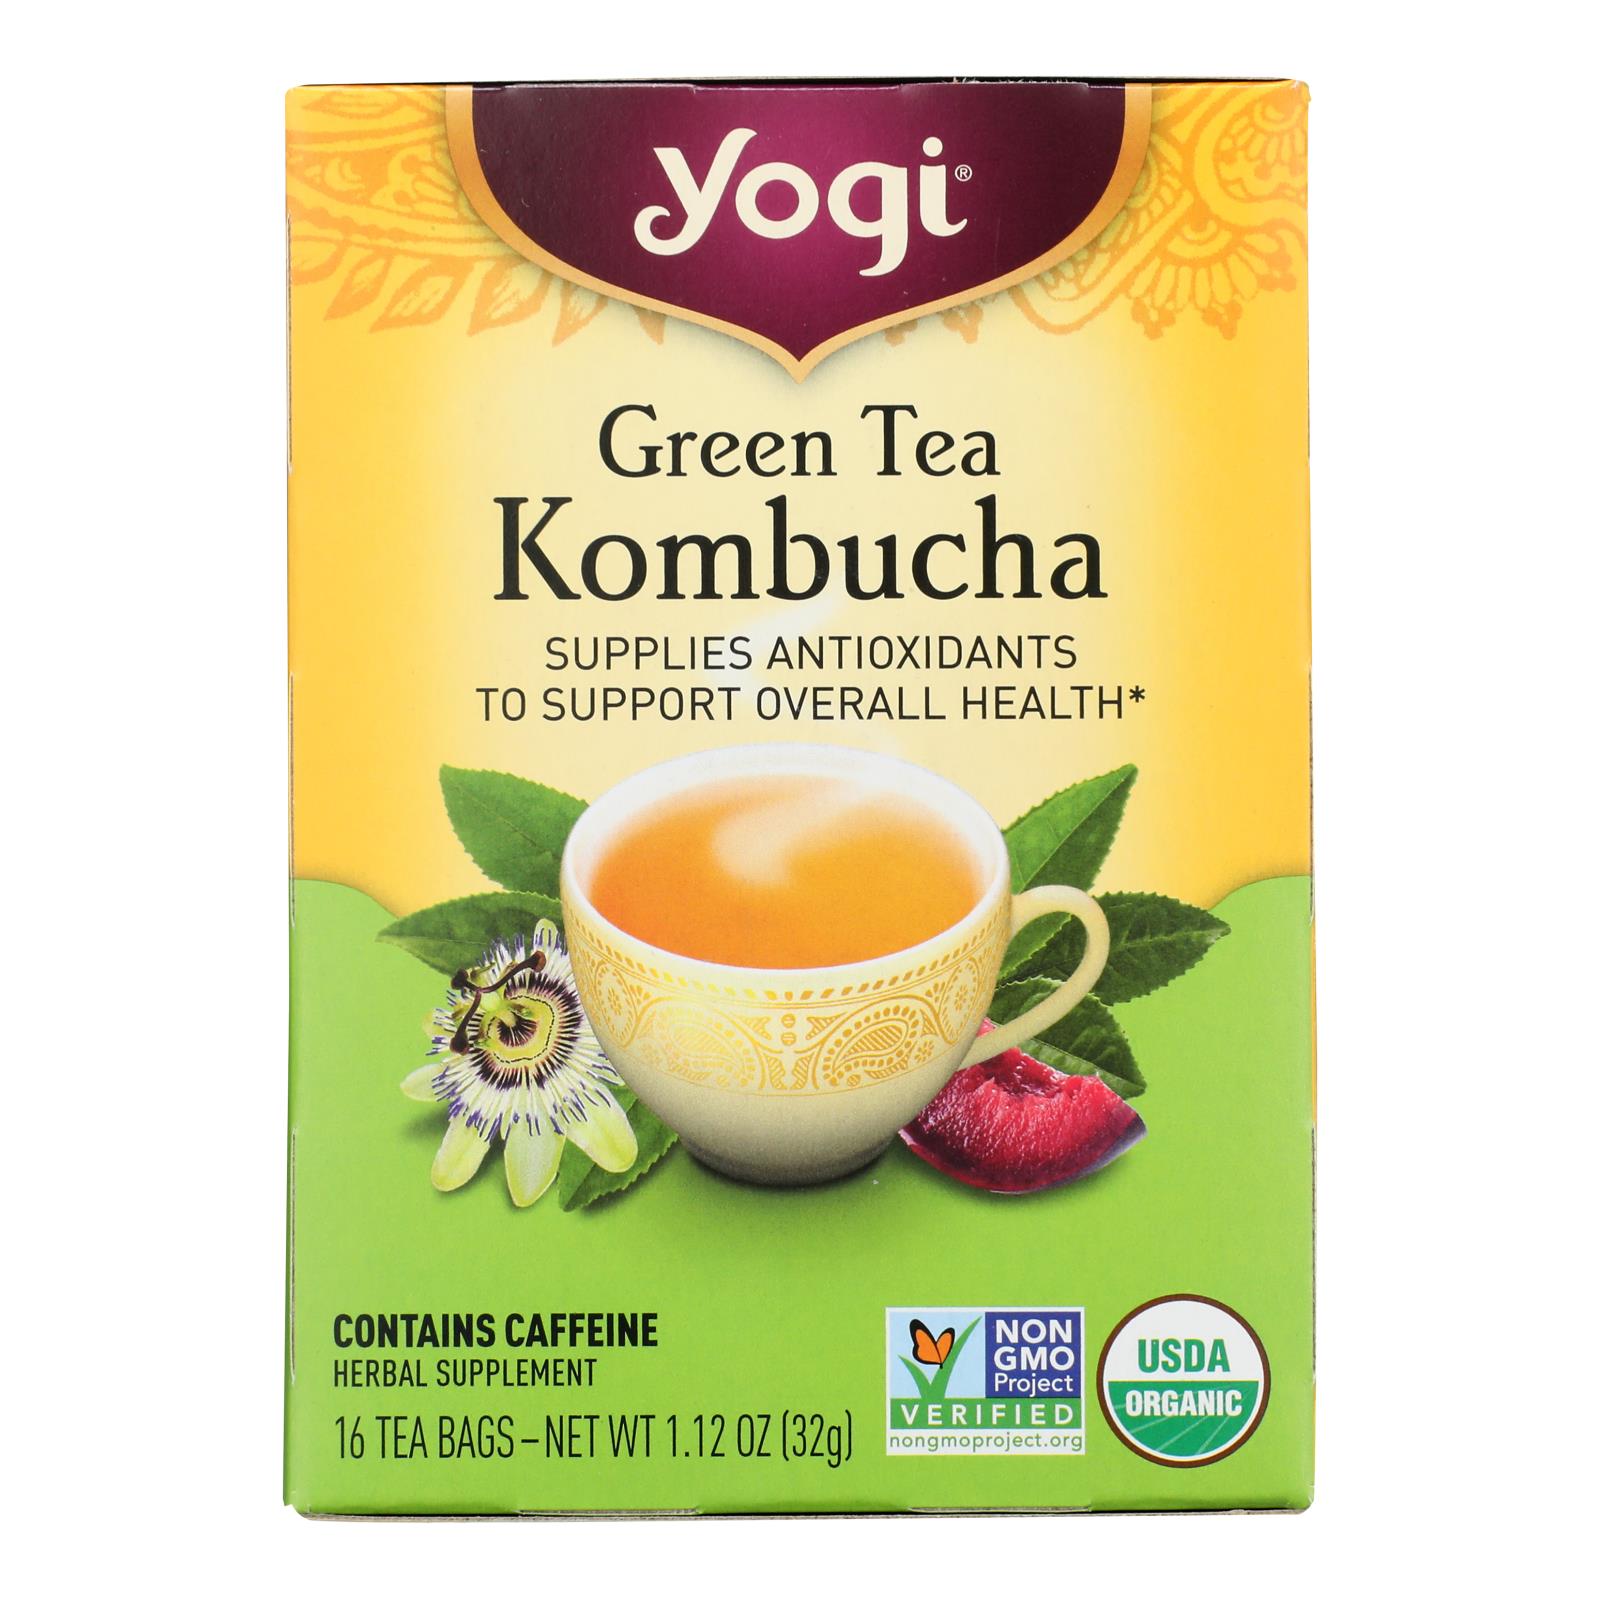 yogi®
Green Tea
Kombucha
SUPPLIES ANTIOXIDANTS
TO SUPPORT OVERALL HEALTH*
CONTAINS CAFFEINE
HERBAL SUPPLEMENT
16 TEA BAGS – NET WT 1.12 OZ (32g)
NON
GMO
Project
VERIFIED
nongmoproject.org
USDA
ORGANIC